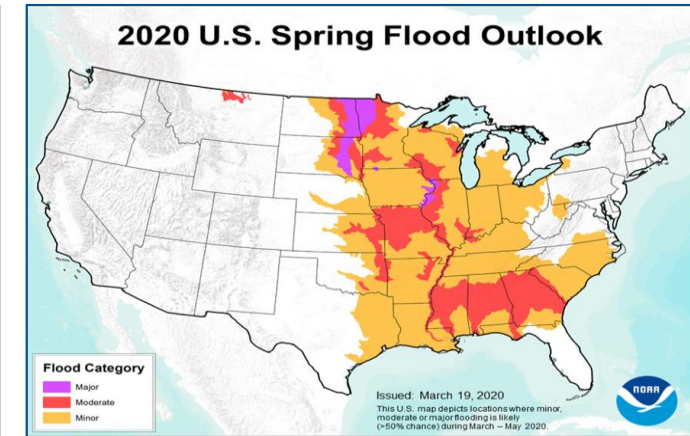 2020 U.S. Spring Flood Outlook
Flood Category
Major
Moderate
Minor
Issued: March 19, 2020
This U.S. map depicts locations where minor,
moderate or major flooding is likely
(>50% chance) during March – May 2020.
NOAA